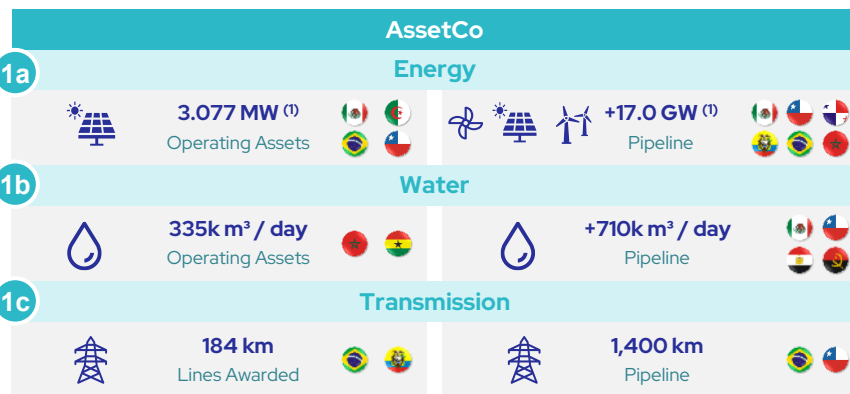 AssetCo
1a
Energy
3.077 MW (1)
Operating Assets
+17.0 GW (1)
Pipeline
1b
Water
335k m³ / day
Operating Assets
+710k m³ / day
Pipeline
1c
Transmission
184 km
Lines Awarded
1,400 km
Pipeline